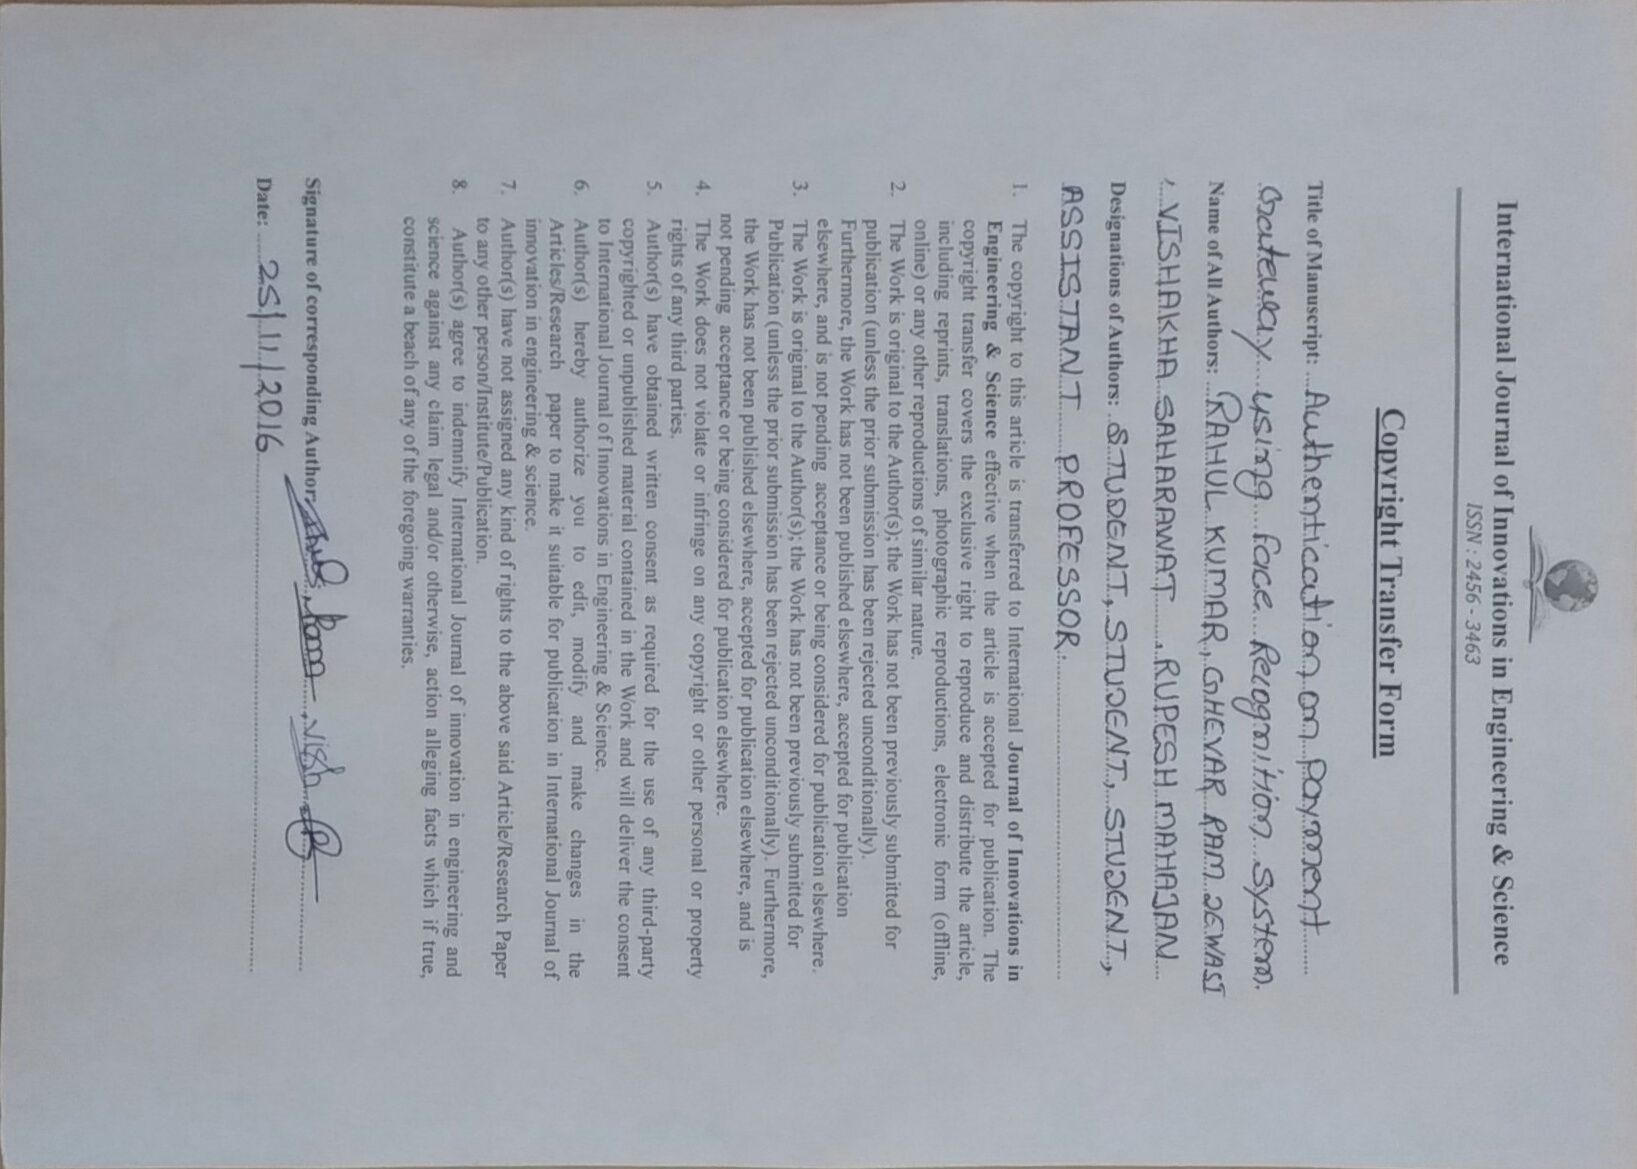 International Journal of Innovations in Engineering & Science
ISSN : 2456 - 3463
Copyright Transfer Form
Title of Manuscript: Authentication on Payment
Gateway using face Recognition system.
Name of All Authors: RAHUL KUMAR, GHEVAR RAM DEWASI
, VISHAKHA SAHARAWAT , RUPESH MAHAJAN
Designations of Authors: STUDENT, STUDENT, STUDENT,
ASSISTANT PROFESSOR.
1. The copyright to this article is transferred to International Journal of Innovations in
Engineering & Science effective when the article is accepted for publication. The
copyright transfer covers the exclusive right to reproduce and distribute the article,
including reprints, translations, photographic reproductions, electronic form (offline,
online) or any other reproductions of similar nature.
2. The Work is original to the Author(s); the Work has not been previously submitted for
publication (unless the prior submission has been rejected unconditionally).
Furthermore, the Work has not been published elsewhere, accepted for publication
elsewhere, and is not pending acceptance or being considered for publication elsewhere.
3. The Work is original to the Author(s); the Work has not been previously submitted for
Publication (unless the prior submission has been rejected unconditionally). Furthermore,
the Work has not been published elsewhere, accepted for publication elsewhere, and is
not pending acceptance or being considered for publication elsewhere.
4. The Work does not violate or infringe on any copyright or other personal or property
rights of any third parties.
5. Author(s) have obtained written consent as required for the use of any third-party
copyrighted or unpublished material contained in the Work and will deliver the consent
to International Journal of Innovations in Engineering & Science.
6. Author(s) hereby authorize you to edit, modify and make changes in the
Articles/Research paper to make it suitable for publication in International Journal of
innovation in engineering & science.
7. Author(s) have not assigned any kind of rights to the above said Article/Research Paper
to any other person/Institute/Publication.
8. Author(s) agree to indemnify International Journal of innovation in engineering and
science against any claim legal and/or otherwise, action alleging facts which if true,
constitute a beach of any of the foregoing warranties.
Signature of corresponding Author:
Date: 25/11/2016